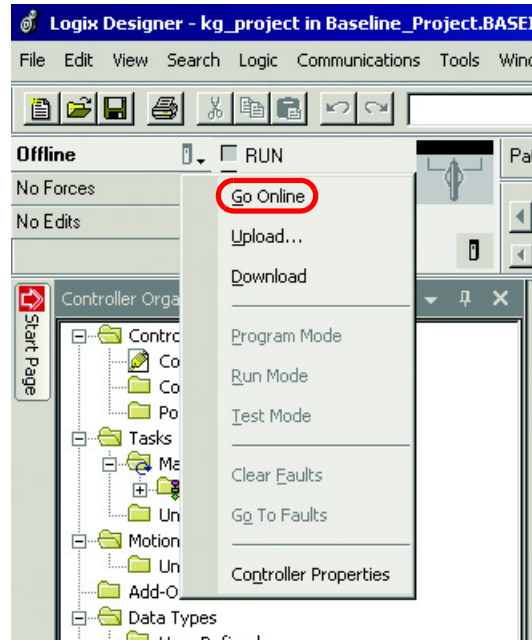 Logix Designer - kg_project in Baseline_Project.BASE
File Edit View Search Logic Communications Tools Wind
Offline
RUN
Pa
No Forces
No Edits
Go Online
Upload...
Download
Program Mode
Run Mode
Test Mode
Clear Faults
Go To Faults
Controller Properties
Start Page
Controller Orga
Contro
Co
Co
Po
Tasks
Ma
Un
Motion
Un
Add-O
Data Types